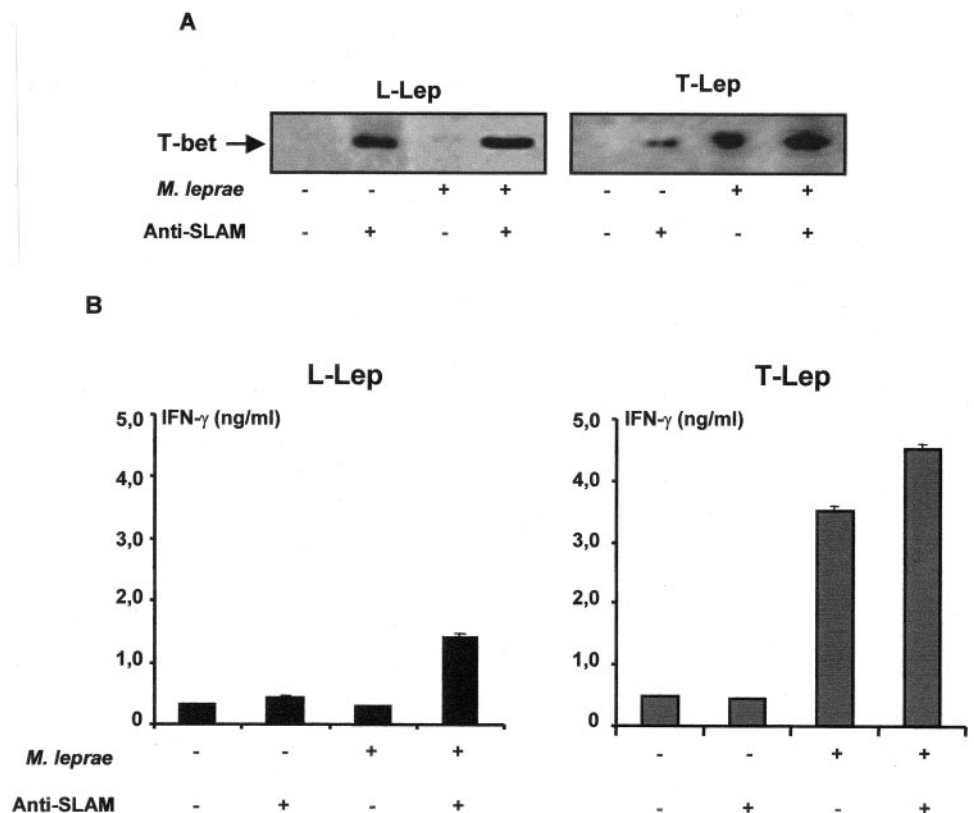 A
L-Lep
T-Lep
T-bet
M. leprae - - + + - - + +
Anti-SLAM - + - + - + - +
B
L-Lep
T-Lep
IFN-γ (ng/ml)
5,0
4,0
3,0
2,0
1,0
0
IFN-γ (ng/ml)
5,0
4,0
3,0
2,0
1,0
0
M. leprae - - + + - - + +
Anti-SLAM - + - + - + - +